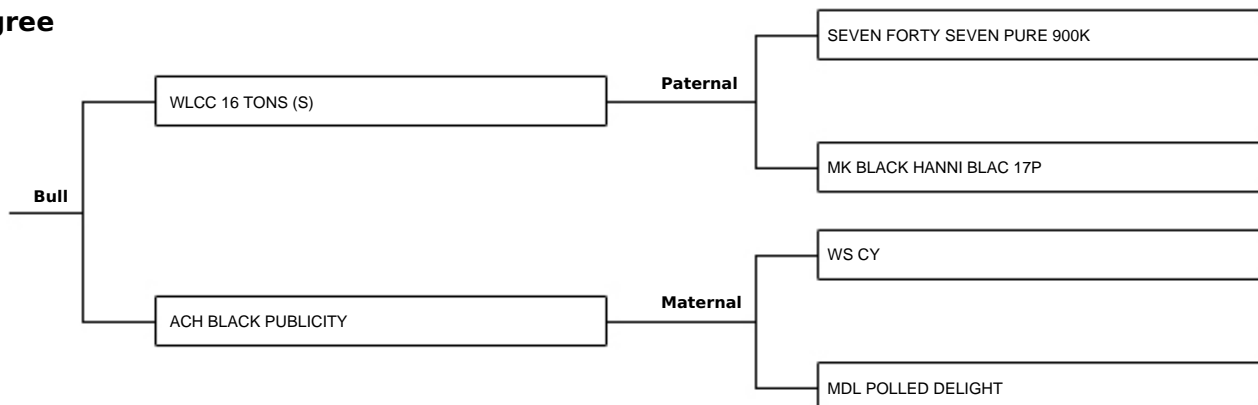 SEVEN FORTY SEVEN PURE 900K
Paternal
WLCC 16 TONS (S)
MK BLACK HANNI BLAC 17P
Bull
WS CY
Maternal
ACH BLACK PUBLICITY
MDL POLLED DELIGHT